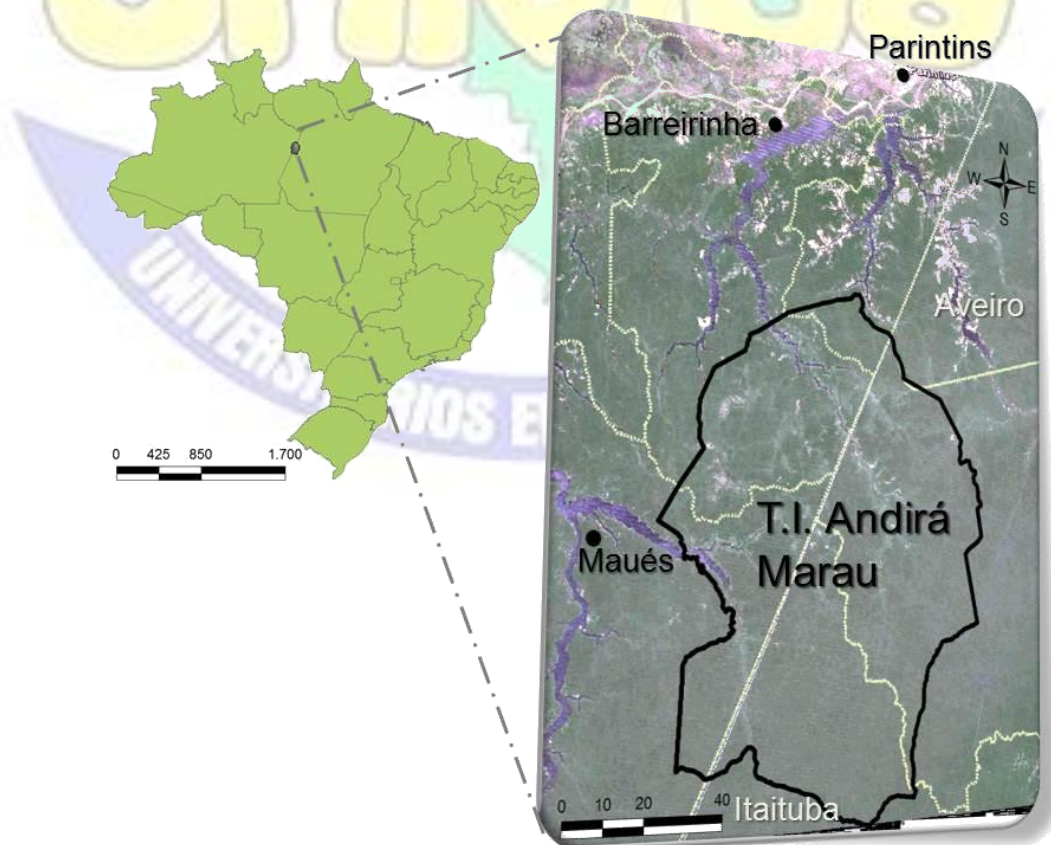 Parintins
Barreirinha
N
W E
S
Aveiro
0 425 850 1.700
T.I. Andirá
Marau
Maués
0 10 20 40
Itaituba